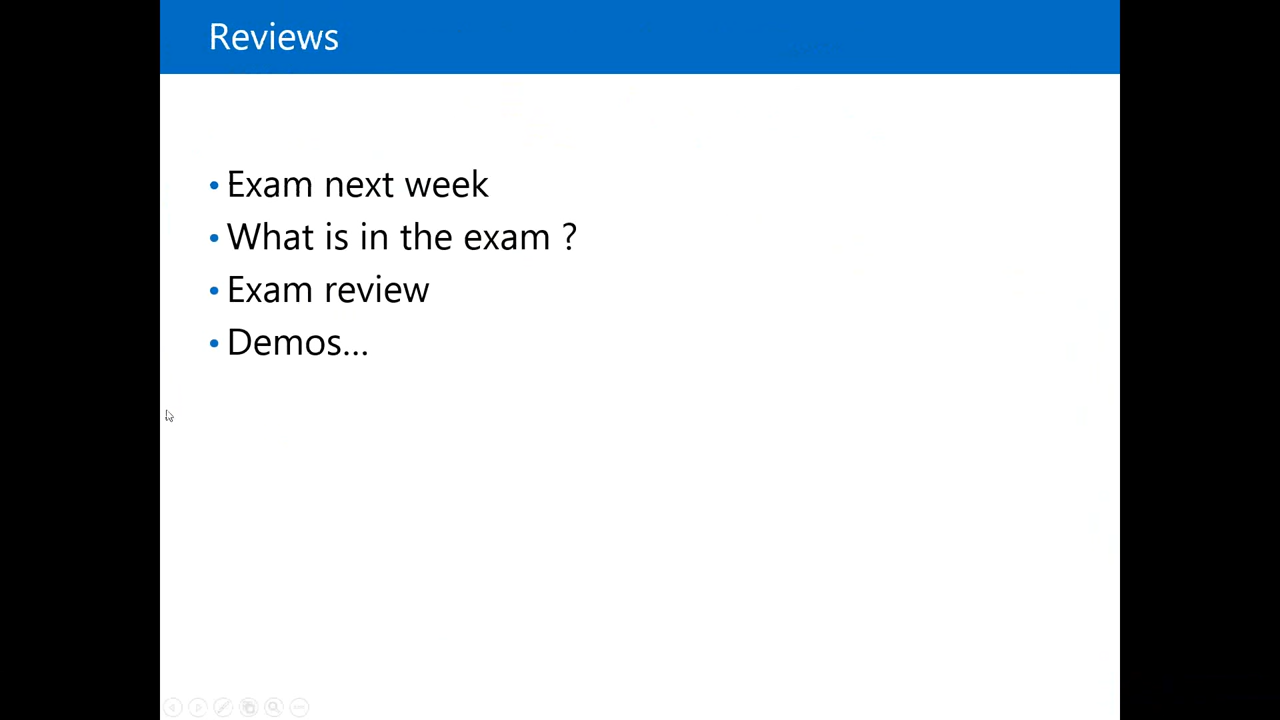 Reviews
• Exam next week
• What is in the exam ?
• Exam review
• Demos...